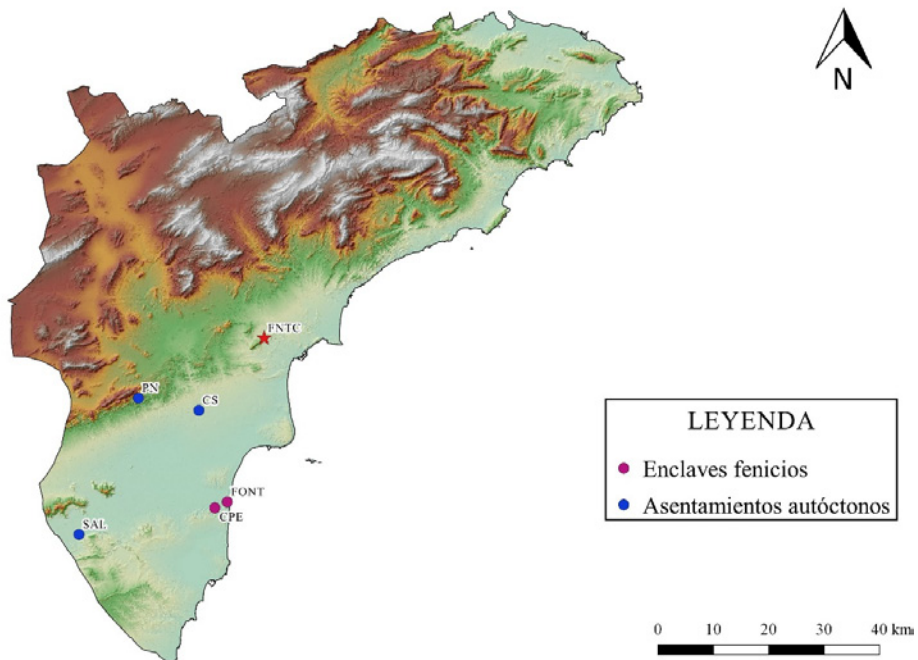 N
FNTC
PN
CS
FONT
CPE
SAL
LEYENDA
Enclaves fenicios
Asentamientos autóctonos
0 10 20 30 40 km